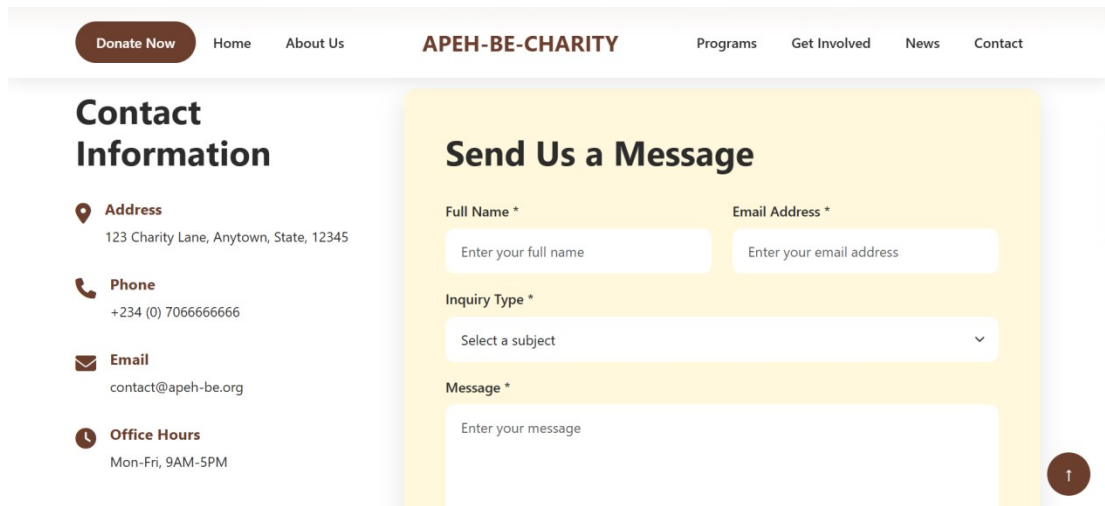 Donate Now Home About Us APEH-BE-CHARITY Programs Get Involved News Contact
Contact
Information
Address
123 Charity Lane, Anytown, State, 12345
Phone
+234 (0) 7066666666
Email
contact@apeh-be.org
Office Hours
Mon-Fri, 9AM-5PM
Send Us a Message
Full Name * Email Address *
Enter your full name Enter your email address
Inquiry Type *
Select a subject
Message *
Enter your message
↑